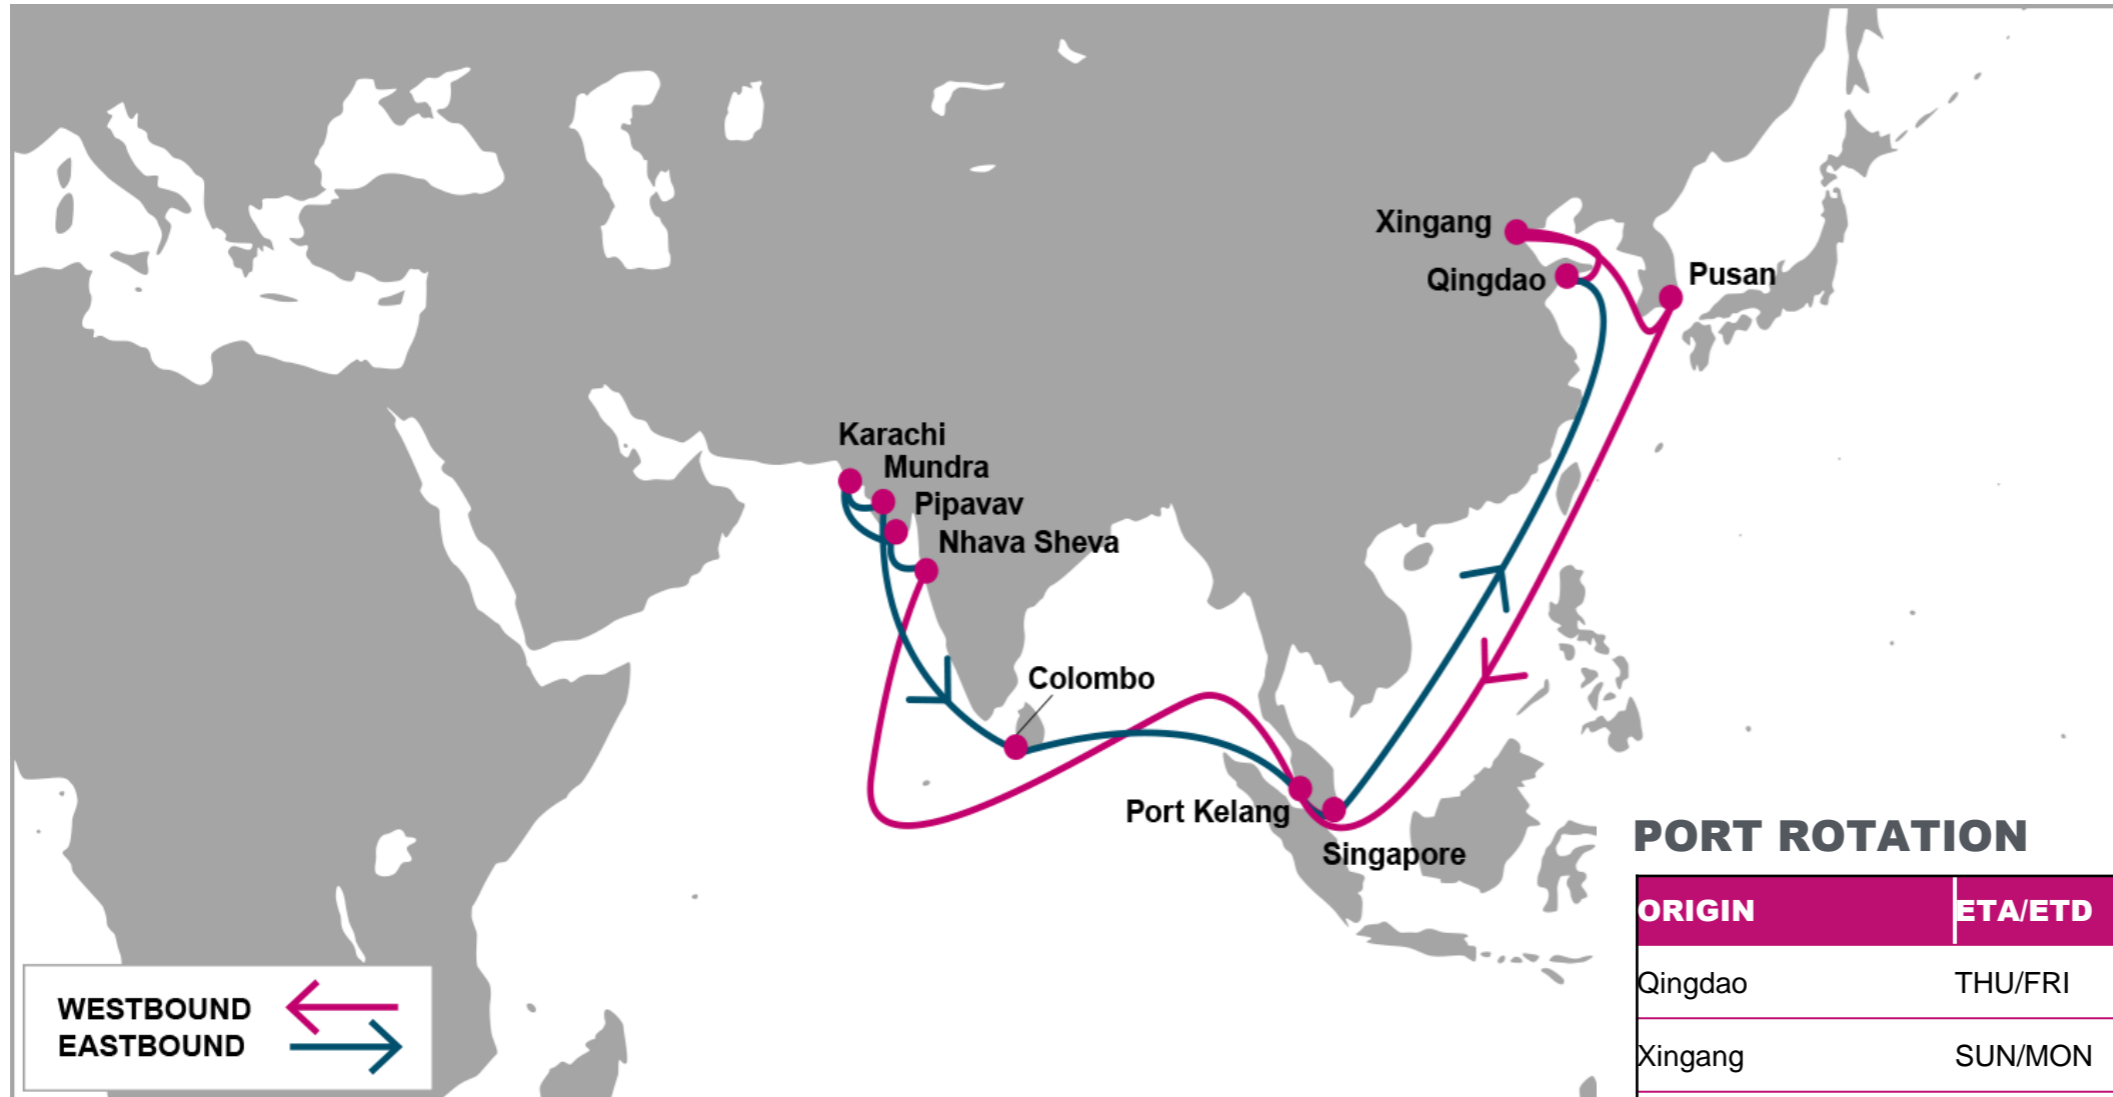 Xingang
Qingdao
Pusan
Karachi
Mundra
Pipavav
Nhava Sheva
Colombo
Port Kelang
Singapore
WESTBOUND
EASTBOUND
PORT ROTATION
ORIGIN ETA/ETD
Qingdao THU/FRI
Xingang SUN/MON